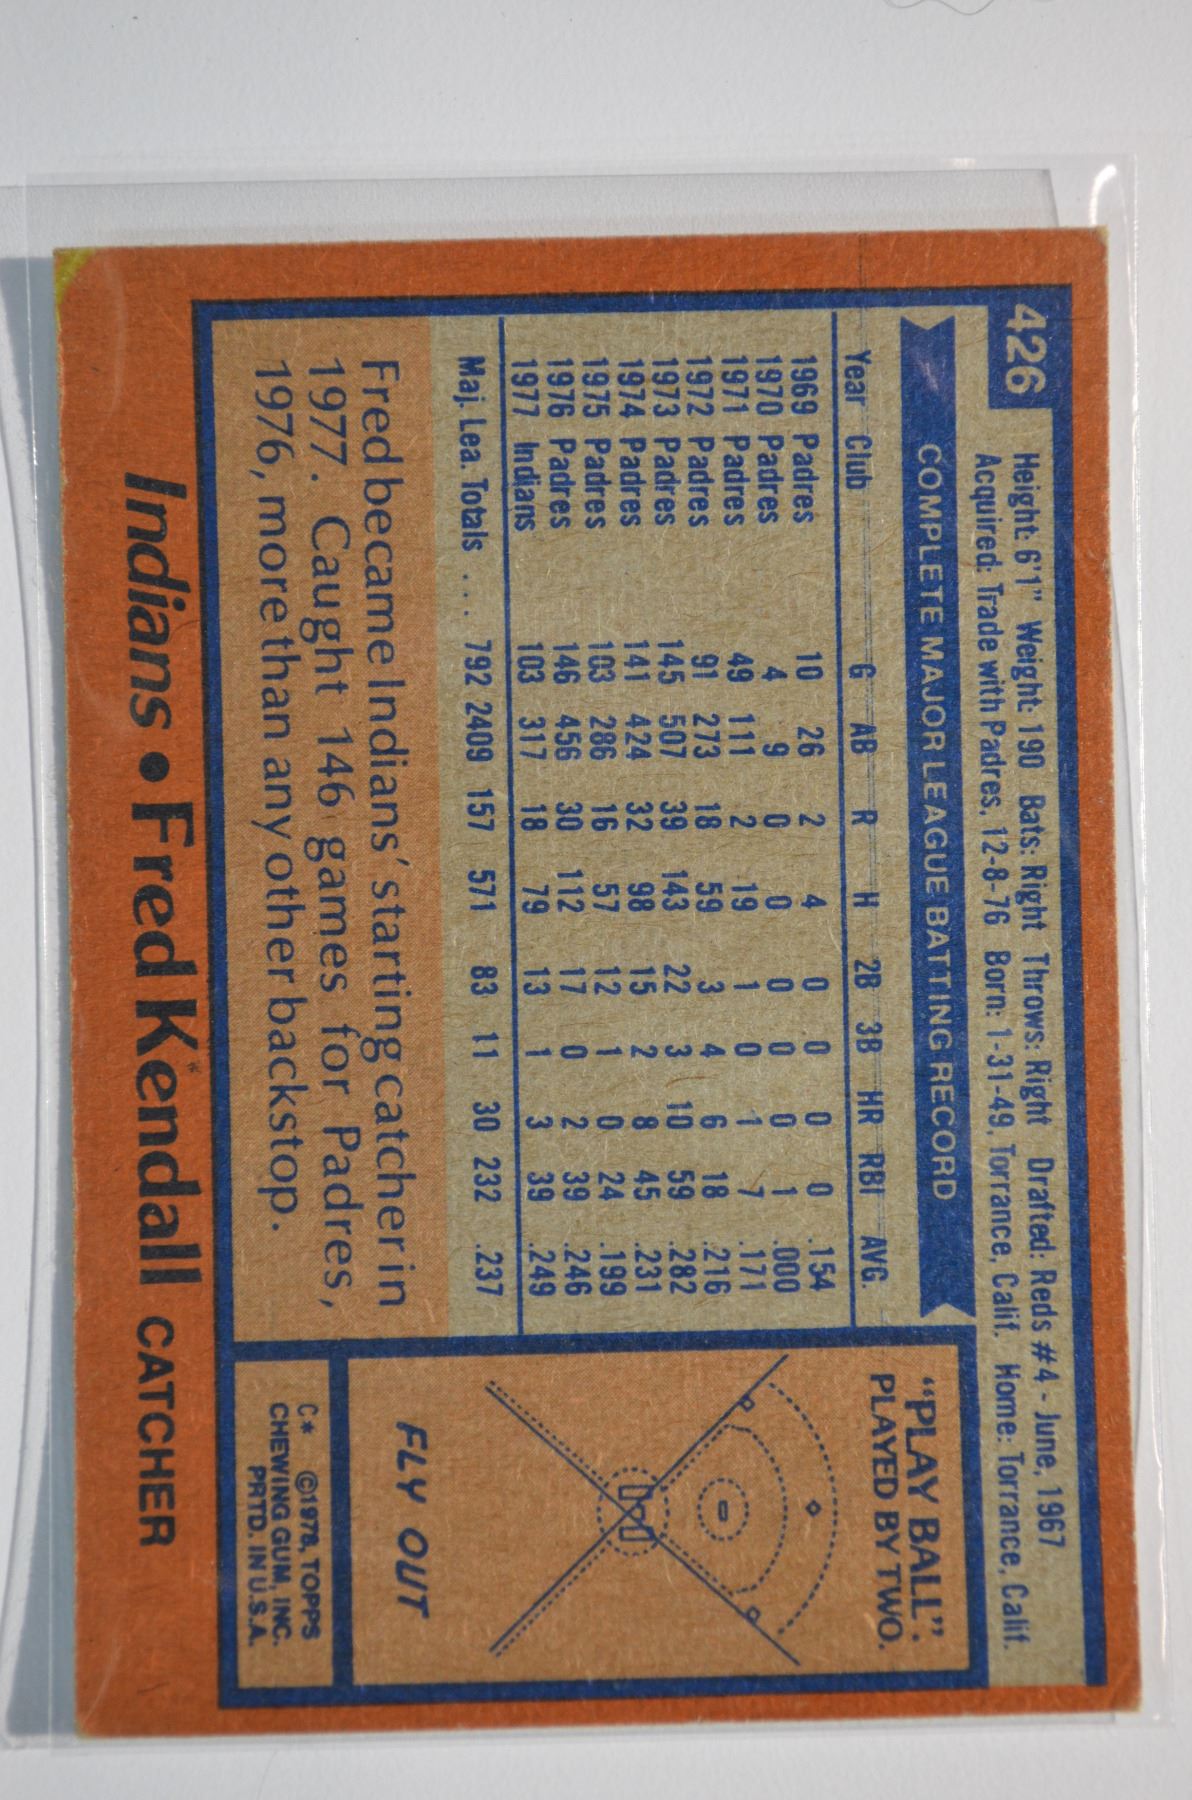 426
Height: 6'1" Weight: 190 Bats: Right Throws: Right Drafted: Reds #4 - June, 1967
Acquired: Trade with Padres, 12-8-76 Born: 1-31-49, Torrance, Calif. Home: Torrance, Calif.
COMPLETE MAJOR LEAGUE BATTING RECORD
Year Club G AB R H 2B 3B HR RBI AVG.
1969 Padres 10 26 2 4 0 0 0 0 .154
1970 Padres 4 9 0 0 0 0 0 1 .000
1971 Padres 49 111 2 19 1 0 1 7 .171
1972 Padres 91 273 18 59 3 4 6 18 .216
1973 Padres 145 507 39 143 22 3 10 59 .282
1974 Padres 141 424 32 98 15 2 8 45 .231
1975 Padres 103 286 16 57 12 1 0 24 .199
1976 Padres 146 456 30 112 17 0 2 39 .246
1977 Indians 103 317 18 79 13 1 3 39 .249
Maj. Lea. Totals . . . 792 2409 157 571 83 11 30 232 .237
Fred became Indians' starting catcher in
1977. Caught 146 games for Padres,
1976, more than any other backstop.
"PLAY BALL".
PLAYED BY TWO.
FLY OUT
C* ©1978, TOPPS
CHEWING GUM, INC.
PRTD. IN U.S.A.
Indians • Fred Kendall CATCHER